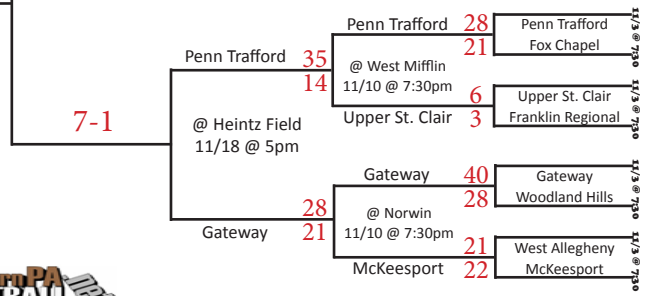 Penn Trafford 28
Penn Trafford
11/3 @ 7:30
21
Fox Chapel
Penn Trafford 35
14
@ West Mifflin
11/10 @ 7:30pm
6
Upper St. Clair
11/3 @ 7:30
Upper St. Clair 3
Franklin Regional
7-1
@ Heintz Field
11/18 @ 5pm
Gateway 40
Gateway
11/3 @ 7:30
28
Woodland Hills
28
Gateway 21
@ Norwin
11/10 @ 7:30pm
21
West Allegheny
11/3 @ 7:30
McKeesport 22
McKeesport